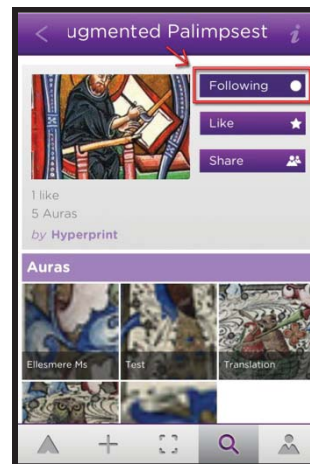 ugmented Palimpsest
Following
Like
Share
1 like
5 Auras
by Hyperprint
Auras
Ellesmere Ms
Test
Translation